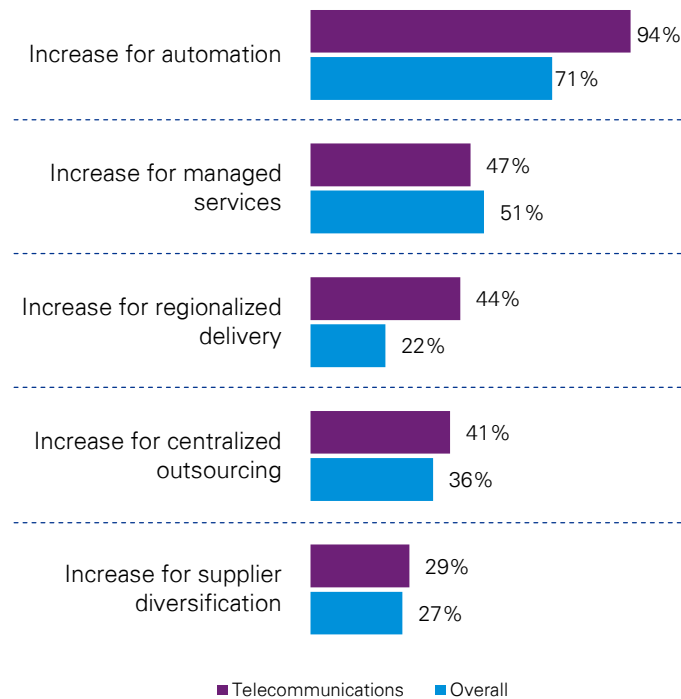 Increase for automation
94%
71%
Increase for managed
services
47%
51%
Increase for regionalized
delivery
44%
22%
Increase for centralized
outsourcing
41%
36%
Increase for supplier
diversification
29%
27%
Telecommunications
Overall